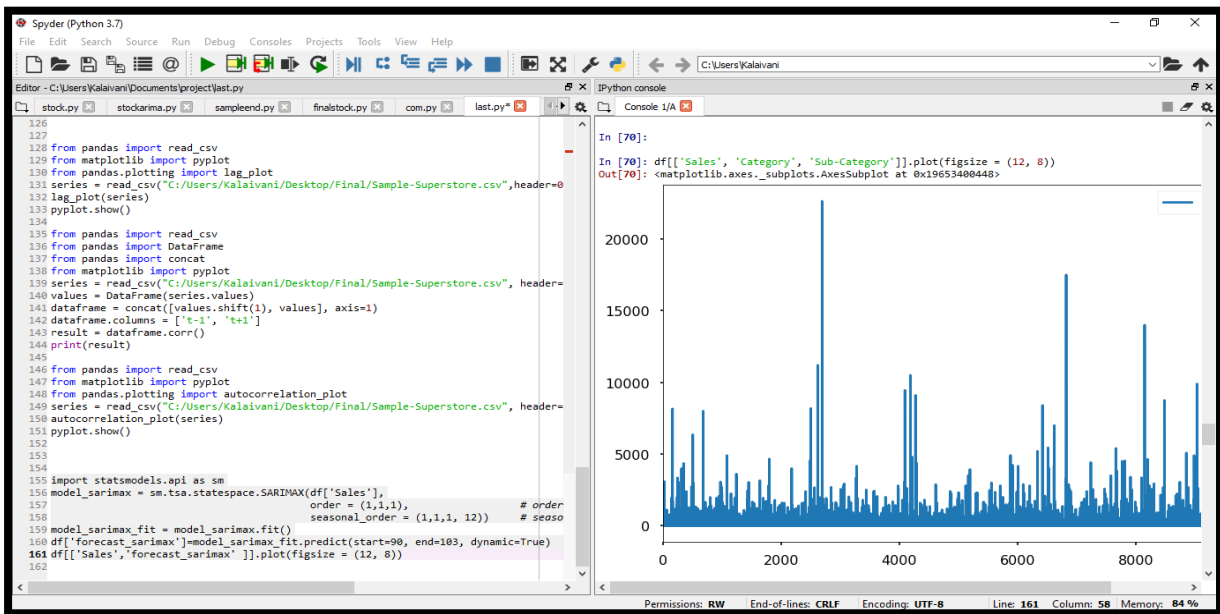 Spyder (Python 3.7)
File Edit Search Source Run Debug Consoles Projects Tools View Help
C:\Users\Kalaivani
Editor - C:\Users\Kalaivani\Documents\project\last.py
stock.py stockarima.py sampleend.py finalstock.py com.py last.py*
126
127
128 from pandas import read_csv
129 from matplotlib import pyplot
130 from pandas.plotting import lag_plot
131 series = read_csv("C:/Users/Kalaivani/Desktop/Final/Sample-Superstore.csv",header=0
132 lag_plot(series)
133 pyplot.show()
134
135 from pandas import read_csv
136 from pandas import DataFrame
137 from pandas import concat
138 from matplotlib import pyplot
139 series = read_csv("C:/Users/Kalaivani/Desktop/Final/Sample-Superstore.csv", header=
140 values = DataFrame(series.values)
141 dataframe = concat([values.shift(1), values], axis=1)
142 dataframe.columns = ['t-1', 't+1']
143 result = dataframe.corr()
144 print(result)
145
146 from pandas import read_csv
147 from matplotlib import pyplot
148 from pandas.plotting import autocorrelation_plot
149 series = read_csv("C:/Users/Kalaivani/Desktop/Final/Sample-Superstore.csv", header=
150 autocorrelation_plot(series)
151 pyplot.show()
152
153
154
155 import statsmodels.api as sm
156 model_sarimax = sm.tsa.statespace.SARIMAX(df['Sales'],
157 order = (1,1,1), # order
158 seasonal_order = (1,1,1, 12)) # seaso
159 model_sarimax_fit = model_sarimax.fit()
160 df['forecast_sarimax']=model_sarimax_fit.predict(start=90, end=103, dynamic=True)
161 df[['Sales','forecast_sarimax' ]].plot(figsize = (12, 8))
162
IPython console
Console 1/A
In [70]:
In [70]: df[['Sales', 'Category', 'Sub-Category']].plot(figsize = (12, 8))
Out[70]: <matplotlib.axes._subplots.AxesSubplot at 0x19653400448>
20000
15000
10000
5000
0
0 2000 4000 6000 8000
Permissions: RW End-of-lines: CRLF Encoding: UTF-8 Line: 161 Column: 58 Memory: 84 %